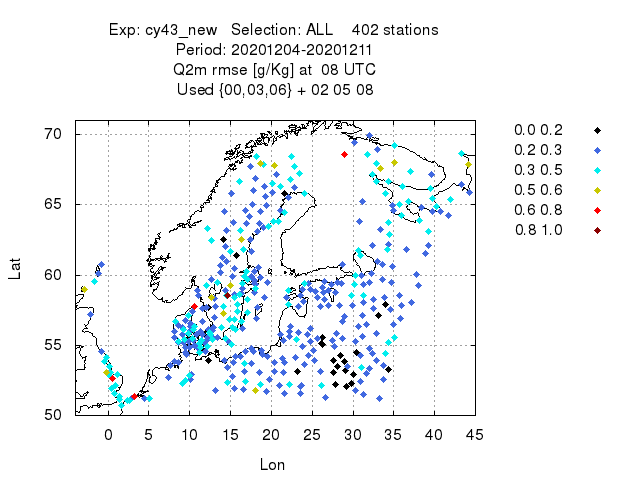 Exp: cy43_new Selection: ALL 402 stations
Period: 20201204-20201211
Q2m rmse [g/Kg] at 08 UTC
Used {00,03,06} + 02 05 08
70
65
60
55
50
Lat
0 5 10 15 20 25 30 35 40 45
Lon
0.0 0.2
0.2 0.3
0.3 0.5
0.5 0.6
0.6 0.8
0.8 1.0